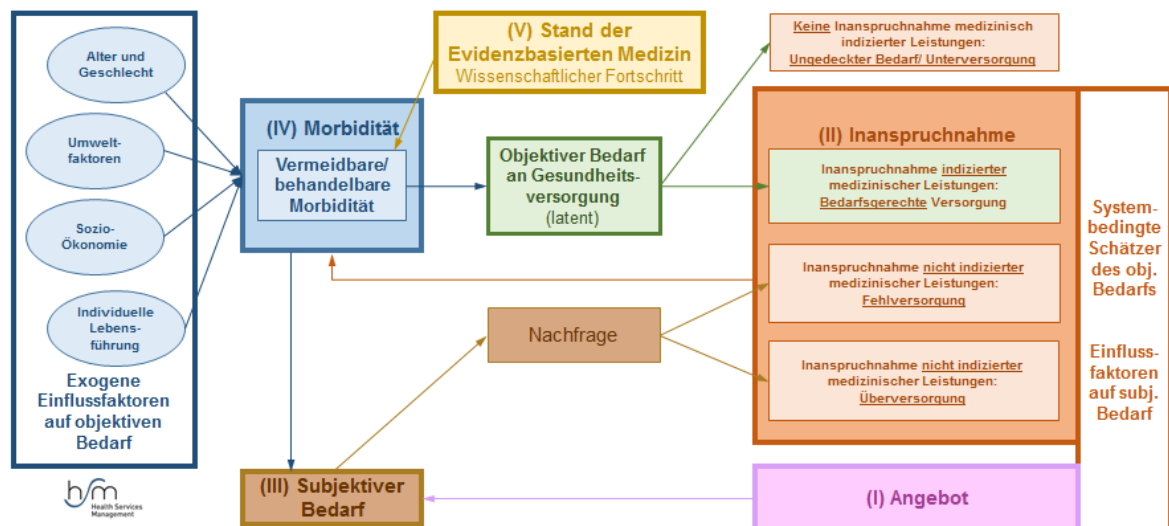 Alter und
Geschlecht
Umwelt-
faktoren
Sozio-
Ökonomie
Individuelle
Lebens-
führung
Exogene
Einflussfaktoren
auf objektiven
Bedarf
hsm
Health Services
Management
(IV) Morbidität
Vermeidbare/
behandelbare
Morbidität
(V) Stand der
Evidenzbasierten Medizin
Wissenschaftlicher Fortschritt
Objektiver Bedarf
an Gesundheits-
versorgung
(latent)
Keine Inanspruchnahme medizinisch
indizierter Leistungen:
Ungedeckter Bedarf/ Unterversorgung
(II) Inanspruchnahme
Inanspruchnahme indizierter
medizinischer Leistungen:
Bedarfsgerechte Versorgung
Inanspruchnahme nicht indizierter
medizinischer Leistungen:
Fehlversorgung
Inanspruchnahme nicht indizierter
medizinischer Leistungen:
Überversorgung
System-
bedingte
Schätzer
des obj.
Bedarfs
Einfluss-
faktoren
auf subj.
Bedarf
Nachfrage
(III) Subjektiver
Bedarf
(I) Angebot